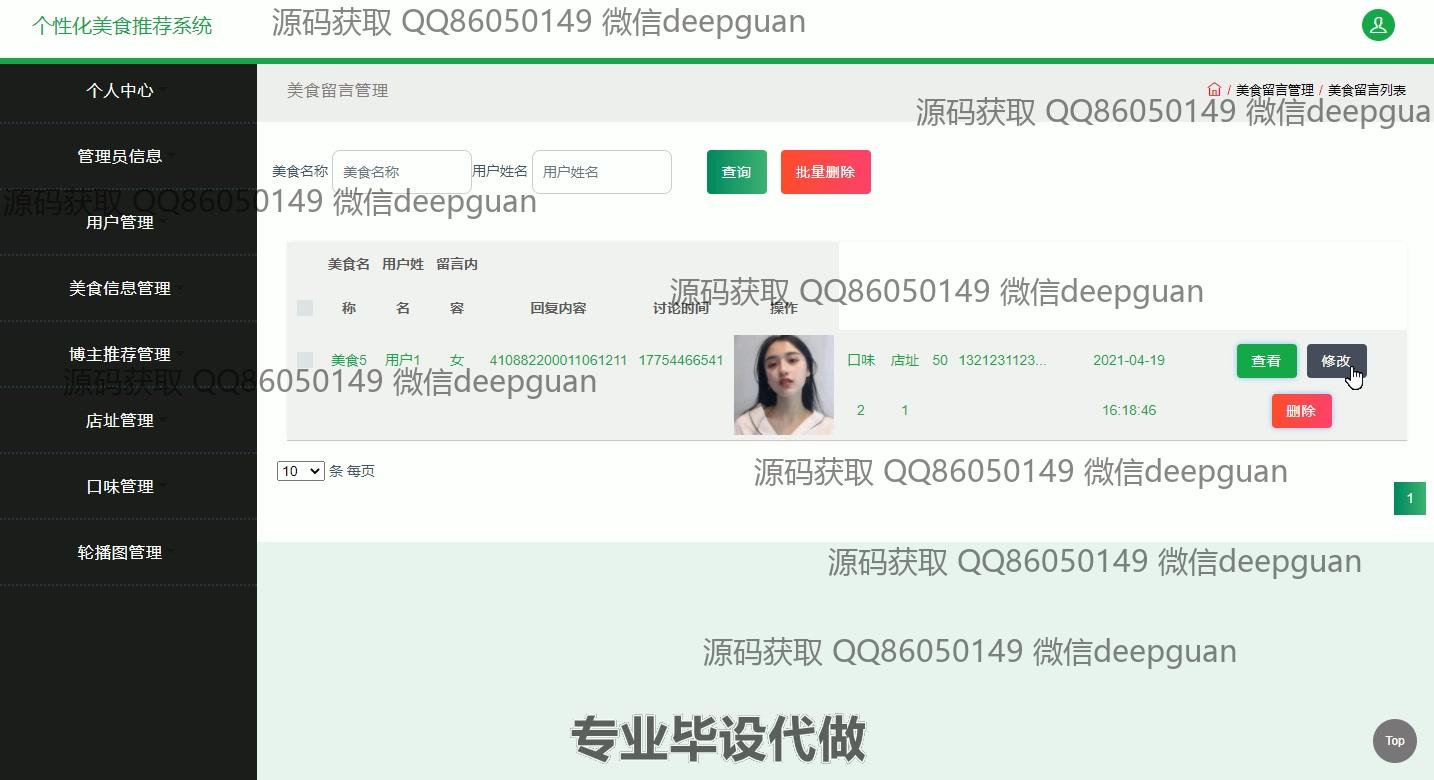 个性化美食推荐系统
源码获取 QQ86050149 微信deepguan
个人中心
管理员信息
用户管理
美食信息管理
博主推荐管理
店址管理
口味管理
轮播图管理
美食留言管理
/ 美食留言管理 / 美食留言列表
源码获取 QQ86050149 微信deepgua
美食名称 美食名称 用户姓名 用户姓名 查询 批量删除
源码获取 QQ86050149 微信deepguan
美食名称 用户姓名 留言内容 回复内容 讨论时间 操作
源码获取 QQ86050149 微信deepguan
美食5 用户1 女 410882200011061211 17754466541 口味2 店址1 50 1321231123... 2021-04-19 16:18:46 查看 修改 删除
源码获取 QQ86050149 微信deepguan
10 条 每页
源码获取 QQ86050149 微信deepguan
1
源码获取 QQ86050149 微信deepguan
源码获取 QQ86050149 微信deepguan
专业毕设代做
Top